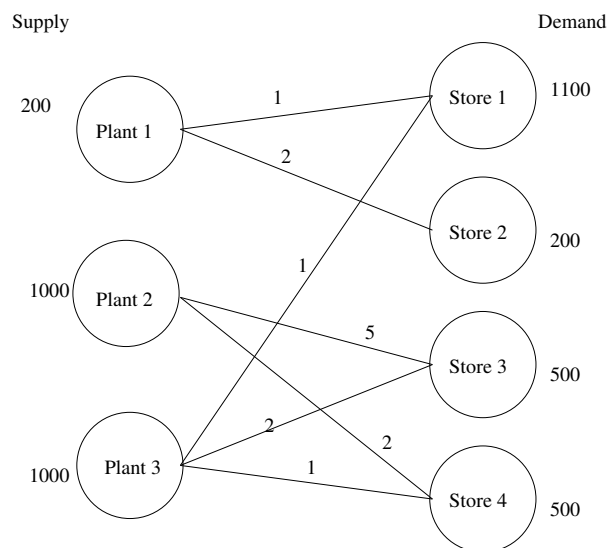 Supply
Demand
200
Plant 1
1
Store 1
1100
2
Store 2
200
1
1000
Plant 2
5
Store 3
500
2
2
1000
Plant 3
1
Store 4
500